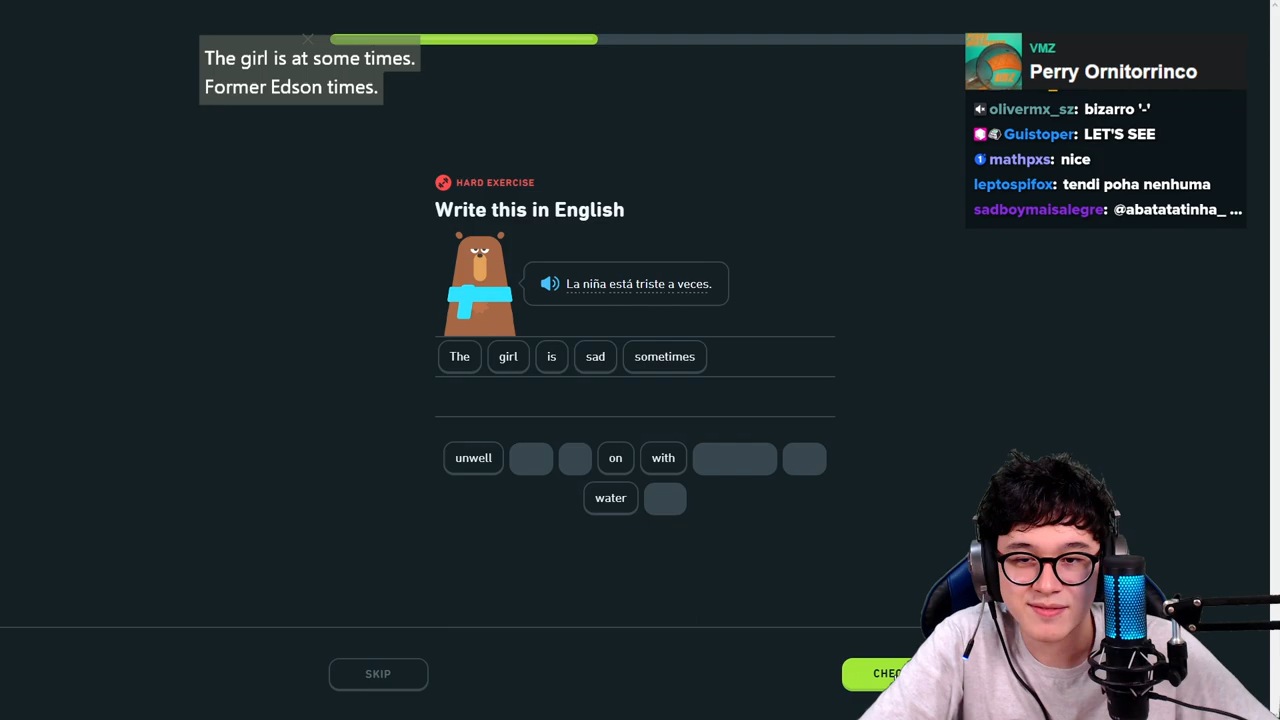 The girl is at some times.
Former Edson times.
VMZ
Perry Ornitorrinco
olivermx_sz: bizarro '-'
Guistoper: LET'S SEE
mathpxs: nice
leptospifox: tendi poha nenhuma
sadboymaisalegre: @abatatatinha_ ...
HARD EXERCISE
Write this in English
La niña está triste a veces.
The girl is sad sometimes
unwell on with
water
SKIP